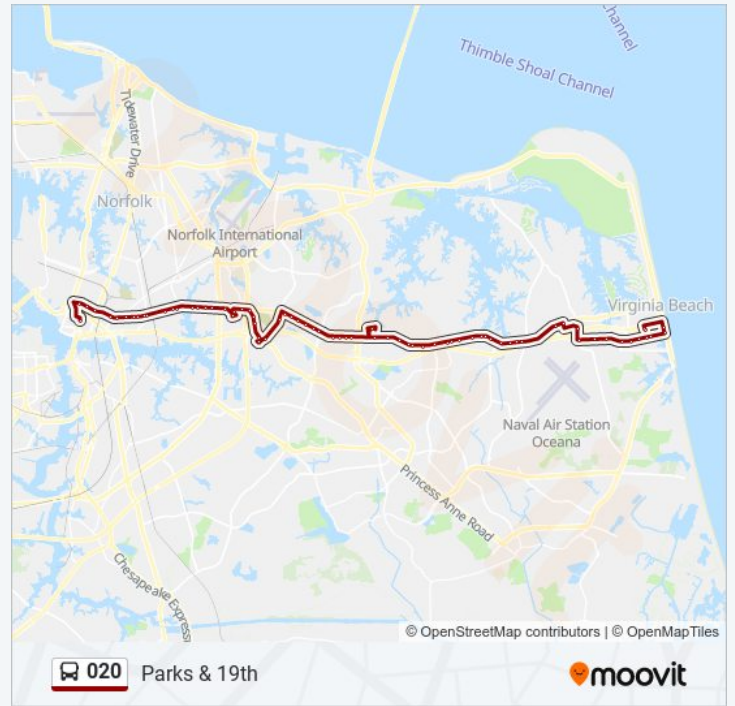 Channel
Thimble Shoal
Channel
Tidewater Drive
Norfolk
Norfolk International
Airport
Virginia Beach
Naval Air Station
Oceana
Princess Anne Road
Chesapeake Express
© OpenStreetMap contributors | © OpenMapTiles
020 Parks & 19th
moovit